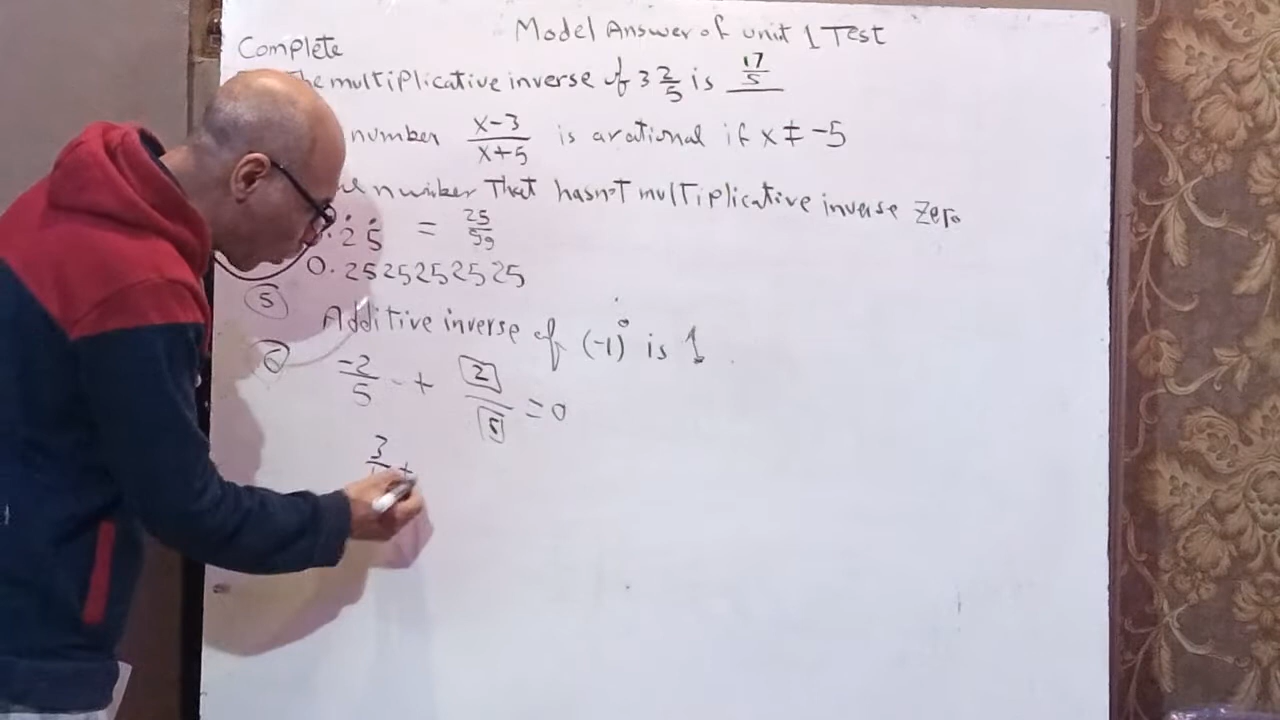 Model Answer of unit 1 Test
Complete
the multiplicative inverse of 3 2/5 is 17/5
number x-3/x+5 is a rational if x ≠ -5
number That hasn't multiplicative inverse Zero
.2̇5̇ = 25/99
0.2525252525
⑤ Additive inverse of (-1)⁰ is 1
-2/5 + 2/5 = 0
3/ +